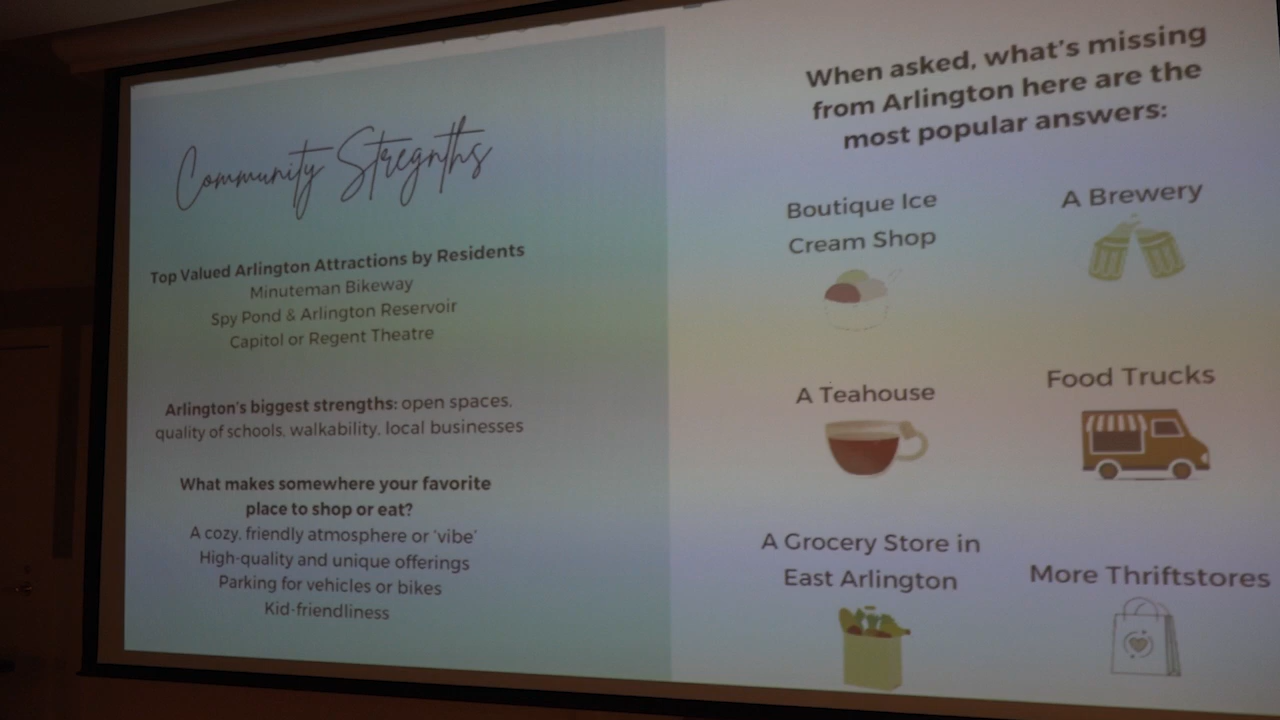 Community Stregnths
Top Valued Arlington Attractions by Residents
Minuteman Bikeway
Spy Pond & Arlington Reservoir
Capitol or Regent Theatre
Arlington's biggest strengths: open spaces,
quality of schools, walkability, local businesses
What makes somewhere your favorite
place to shop or eat?
A cozy, friendly atmosphere or 'vibe'
High-quality and unique offerings
Parking for vehicles or bikes
Kid-friendliness
When asked, what's missing
from Arlington here are the
most popular answers:
Boutique Ice
Cream Shop
A Brewery
A Teahouse
Food Trucks
A Grocery Store in
East Arlington
More Thriftstores